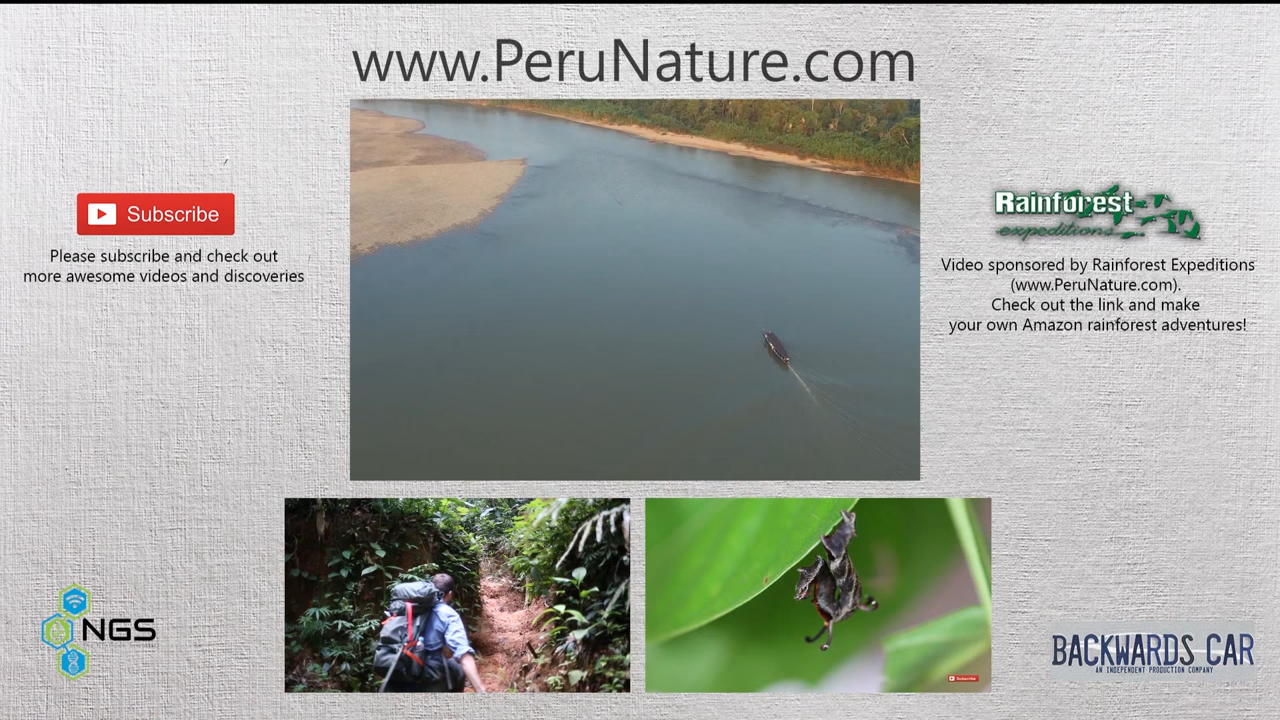 www.PeruNature.com
Subscribe
Please subscribe and check out
more awesome videos and discoveries
Rainforest
expeditions
Video sponsored by Rainforest Expeditions
(www.PeruNature.com).
Check out the link and make
your own Amazon rainforest adventures!
Subscribe
NGS
BACKWARDS CAR
AN INDEPENDENT PRODUCTION COMPANY